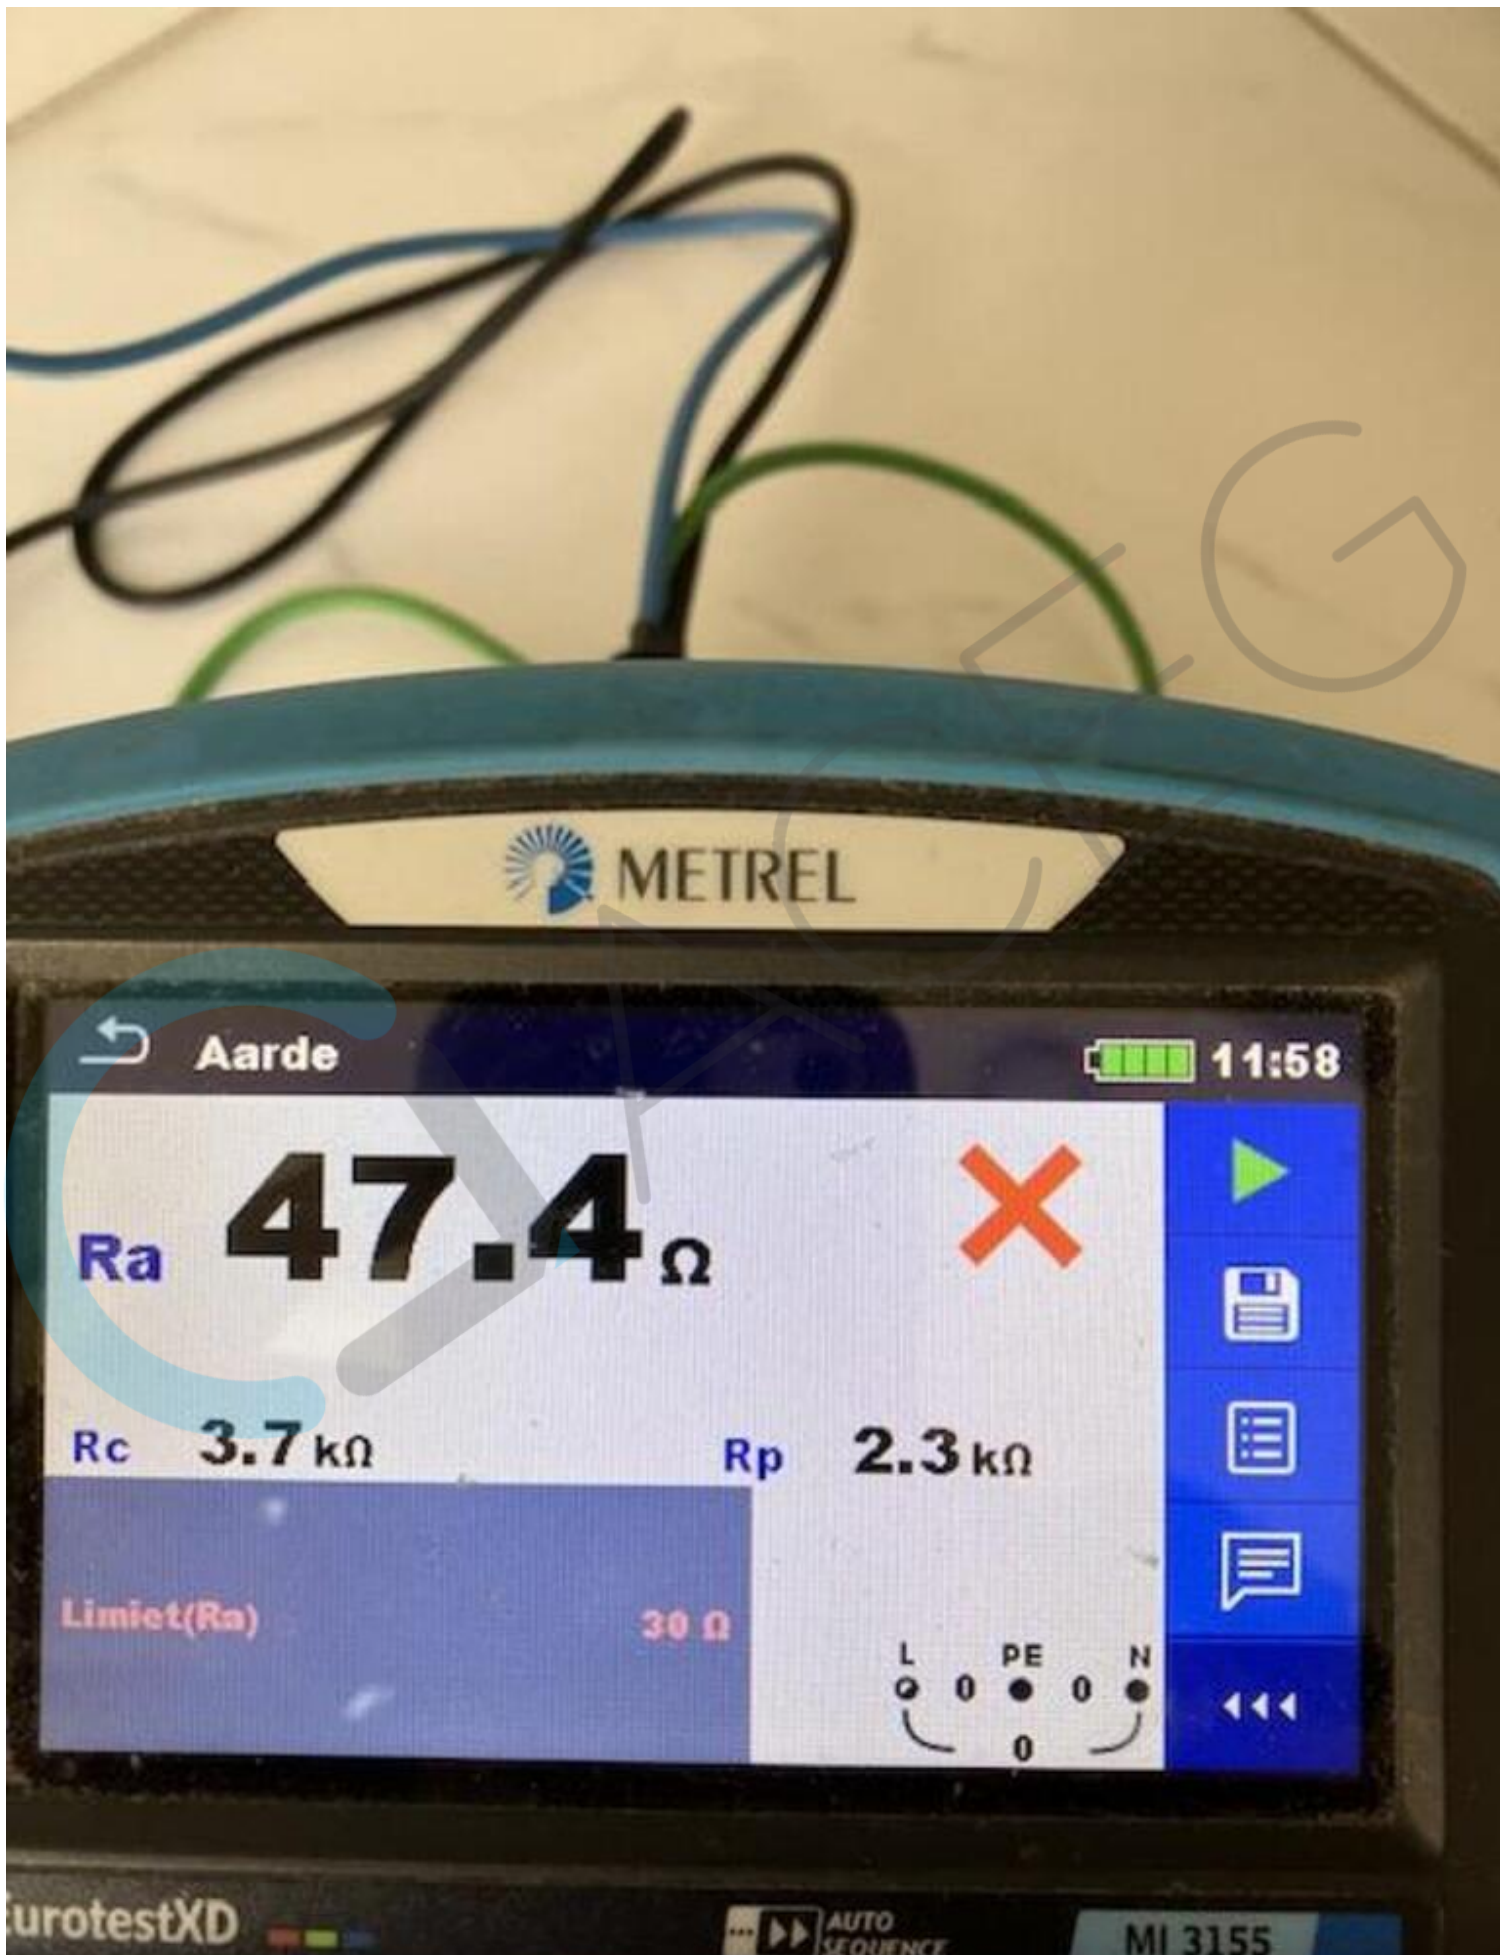 METREL
Aarde 11:58
Ra 47.4 Ω
Rc 3.7 kΩ Rp 2.3 kΩ
Limiet(Ra) 30 Ω
L PE N
0 0
0
EurotestXD
AUTO
SEQUENCE
MI 3155